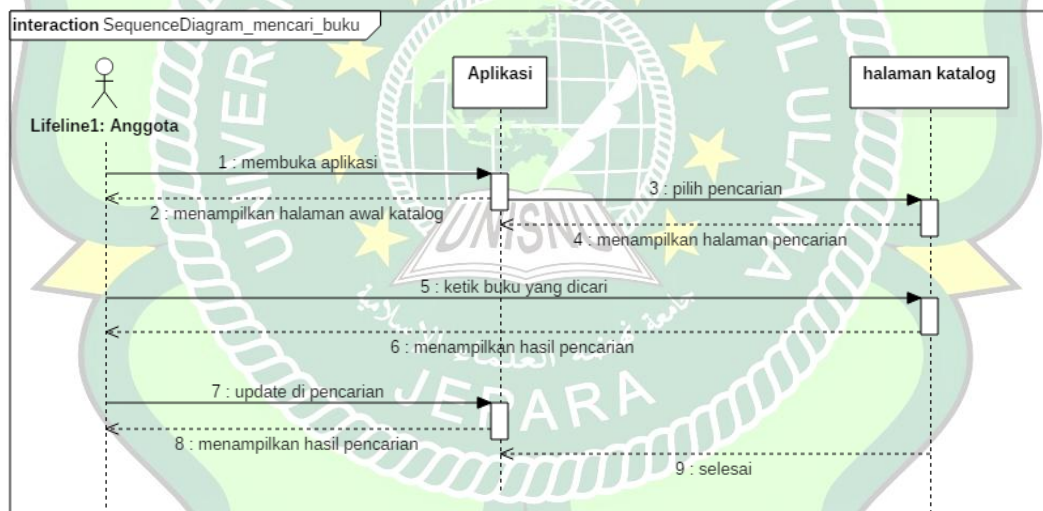 interaction SequenceDiagram_mencari_buku
Aplikasi
halaman katalog
Lifeline1: Anggota
1 : membuka aplikasi
2 : menampilkan halaman awal katalog
3 : pilih pencarian
4 : menampilkan halaman pencarian
5 : ketik buku yang dicari
6 : menampilkan hasil pencarian
7 : update di pencarian
8 : menampilkan hasil pencarian
9 : selesai
UNISNU
JEPARA